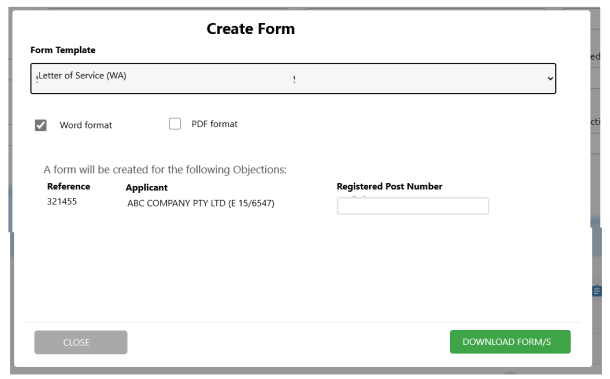 Create Form
Form Template
Letter of Service (WA)
Word format
PDF format
A form will be created for the following Objections:
Reference Applicant Registered Post Number
321455 ABC COMPANY PTY LTD (E 15/6547)
CLOSE DOWNLOAD FORM/S